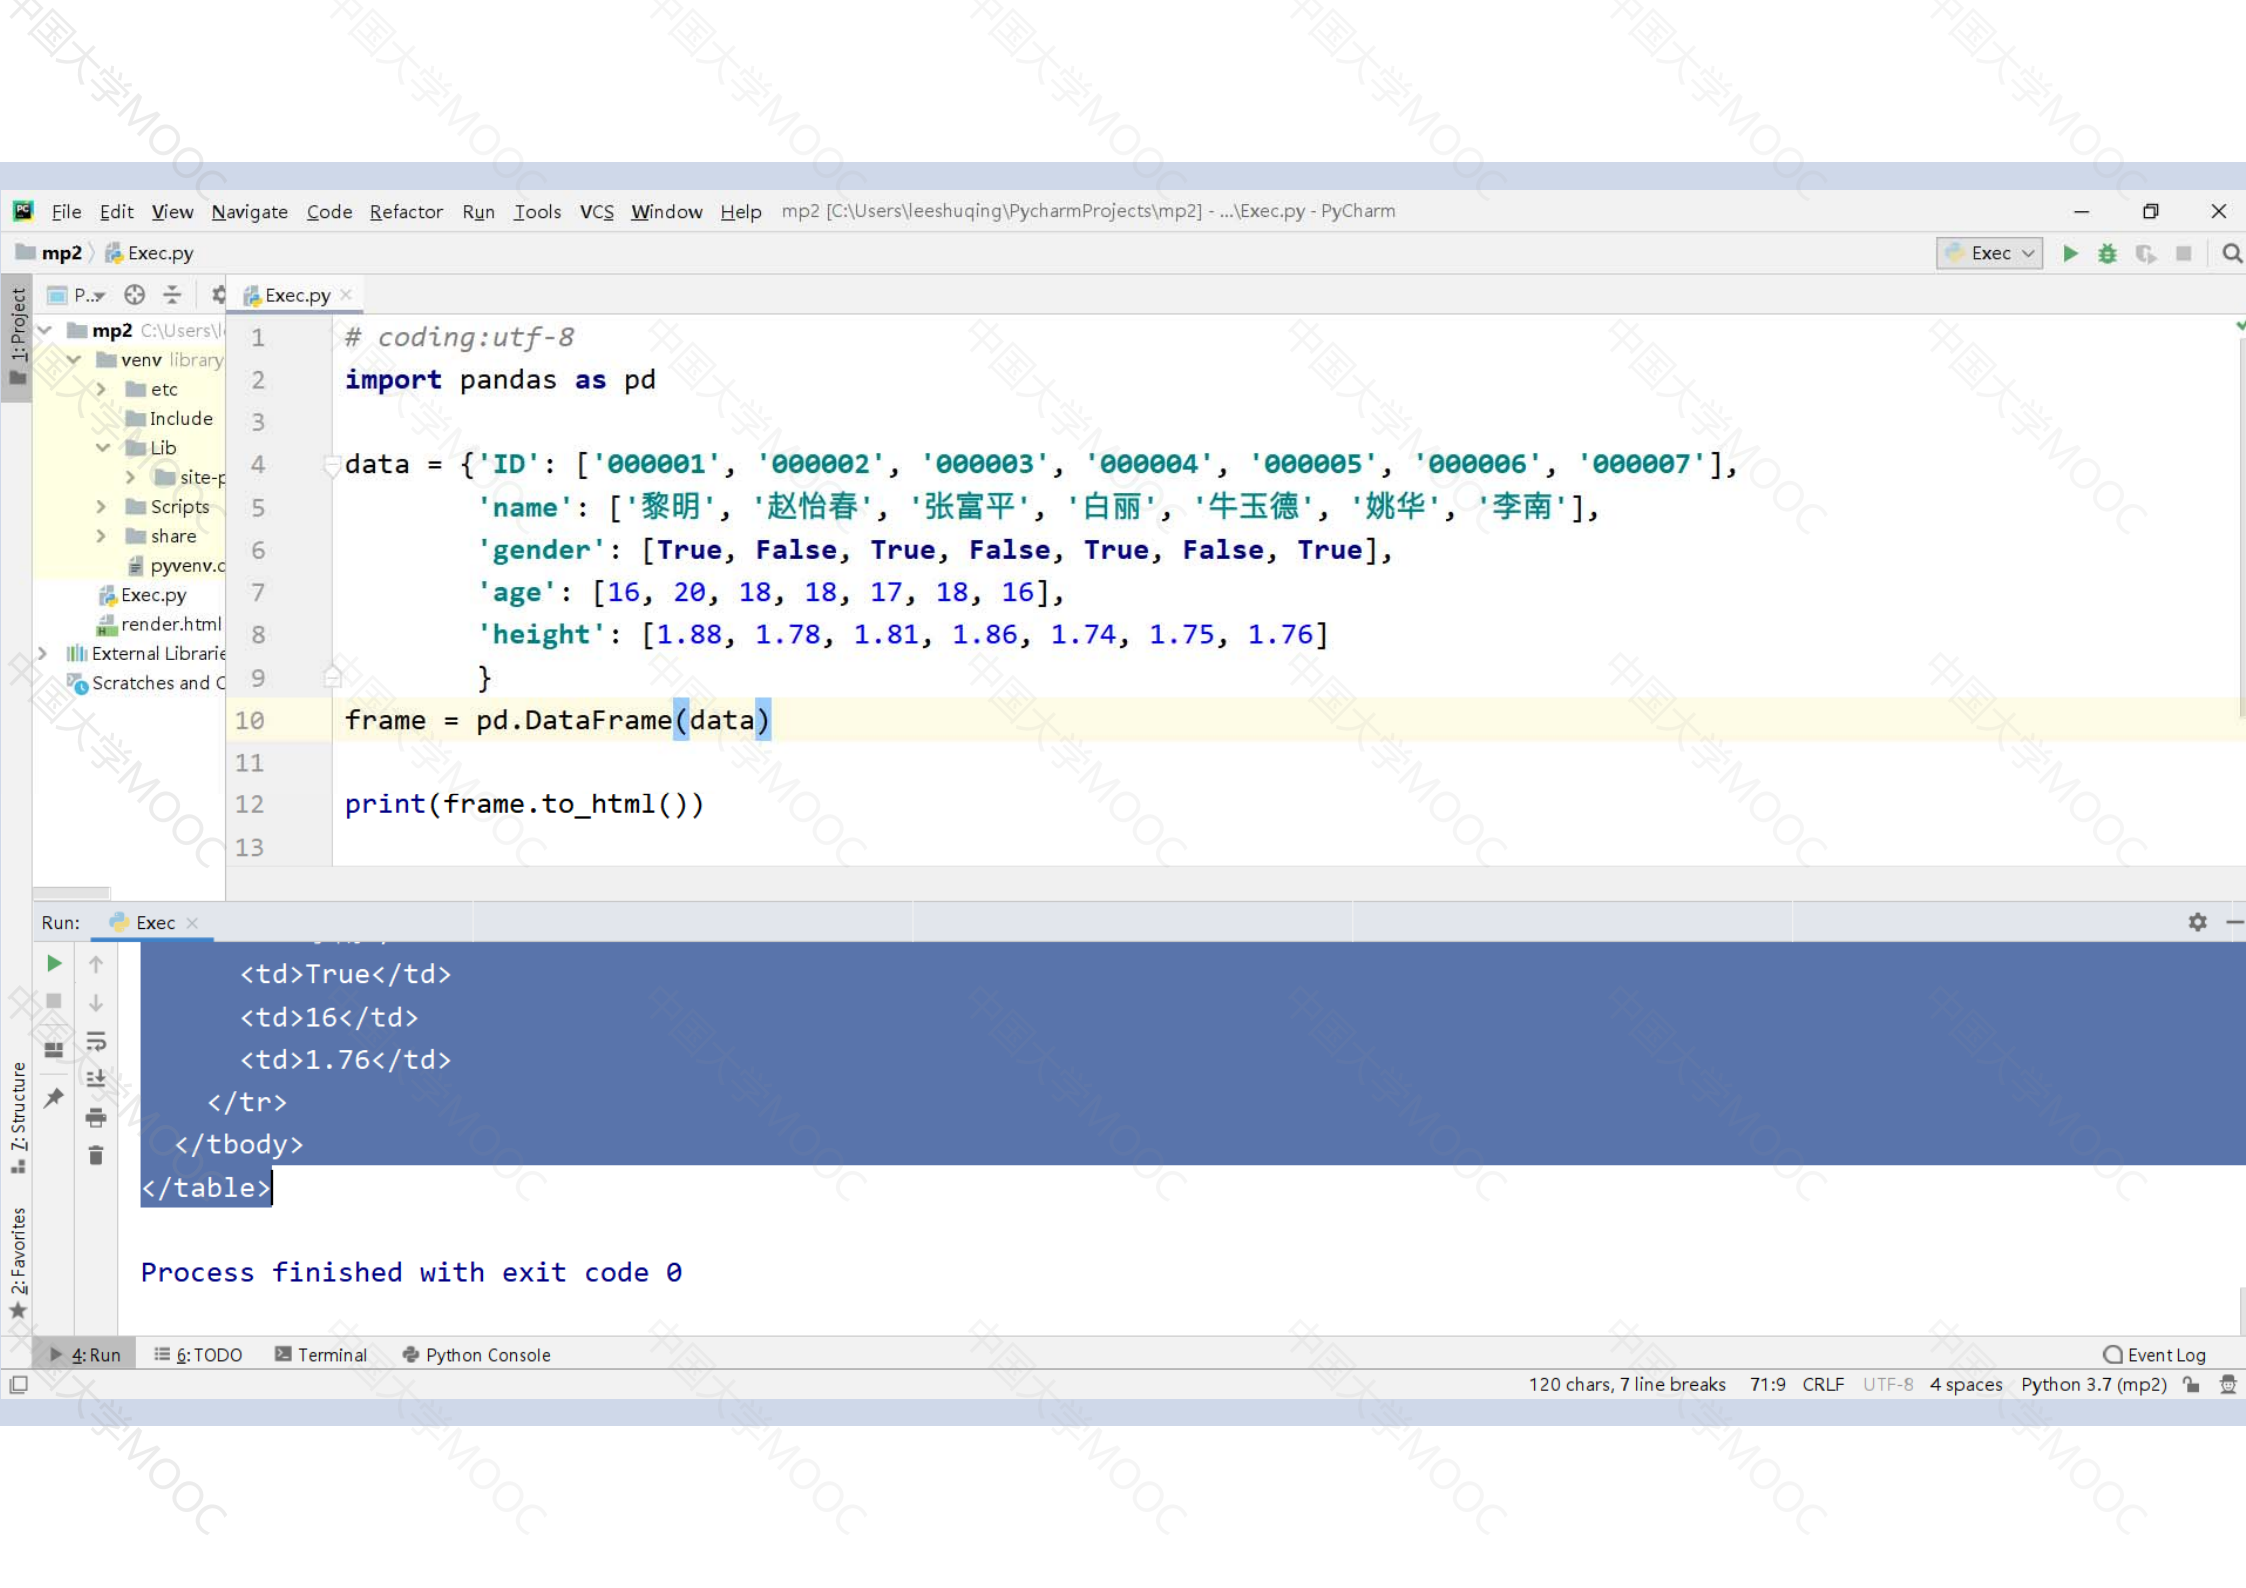 File Edit View Navigate Code Refactor Run Tools VCS Window Help mp2 [C:\Users\leeshuqing\PycharmProjects\mp2] - ...\Exec.py - PyCharm
mp2 Exec.py Exec
1: Project
P.. Exec.py
mp2 C:\Users\l
venv library
etc
Include
Lib
site-p
Scripts
share
pyvenv.c
Exec.py
render.html
External Librarie
Scratches and C
1 # coding:utf-8
2 import pandas as pd
3
4 data = {'ID': ['000001', '000002', '000003', '000004', '000005', '000006', '000007'],
5 'name': ['黎明', '赵怡春', '张富平', '白丽', '牛玉德', '姚华', '李南'],
6 'gender': [True, False, True, False, True, False, True],
7 'age': [16, 20, 18, 18, 17, 18, 16],
8 'height': [1.88, 1.78, 1.81, 1.86, 1.74, 1.75, 1.76]
9 }
10 frame = pd.DataFrame(data)
11
12 print(frame.to_html())
13
Run: Exec
<td>True</td>
<td>16</td>
<td>1.76</td>
</tr>
</tbody>
</table>
Process finished with exit code 0
7: Structure
2: Favorites
4: Run 6: TODO Terminal Python Console Event Log
120 chars, 7 line breaks 71:9 CRLF UTF-8 4 spaces Python 3.7 (mp2)
中国大学MOOC